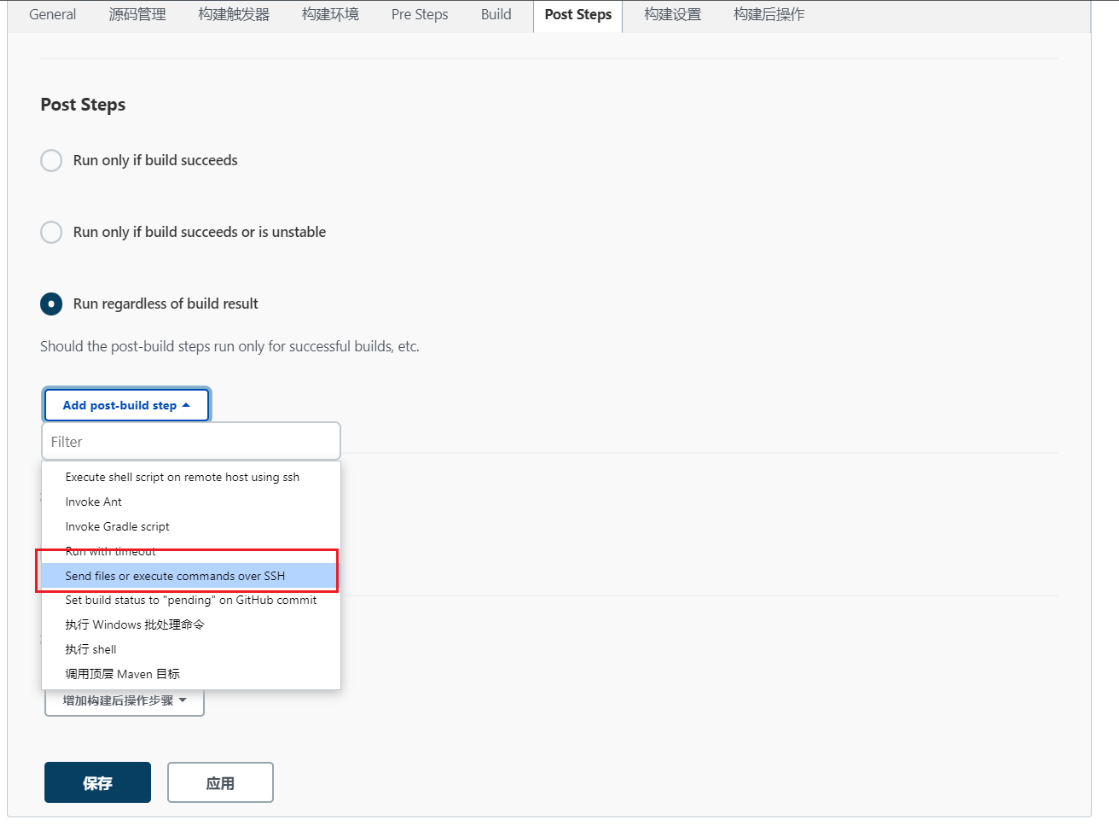 General 源码管理 构建触发器 构建环境 Pre Steps Build Post Steps 构建设置 构建后操作
Post Steps
Run only if build succeeds
Run only if build succeeds or is unstable
Run regardless of build result
Should the post-build steps run only for successful builds, etc.
Add post-build step
Filter
Execute shell script on remote host using ssh
Invoke Ant
Invoke Gradle script
Run with timeout
Send files or execute commands over SSH
Set build status to "pending" on GitHub commit
执行 Windows 批处理命令
执行 shell
调用顶层 Maven 目标
增加构建后操作步骤
保存 应用